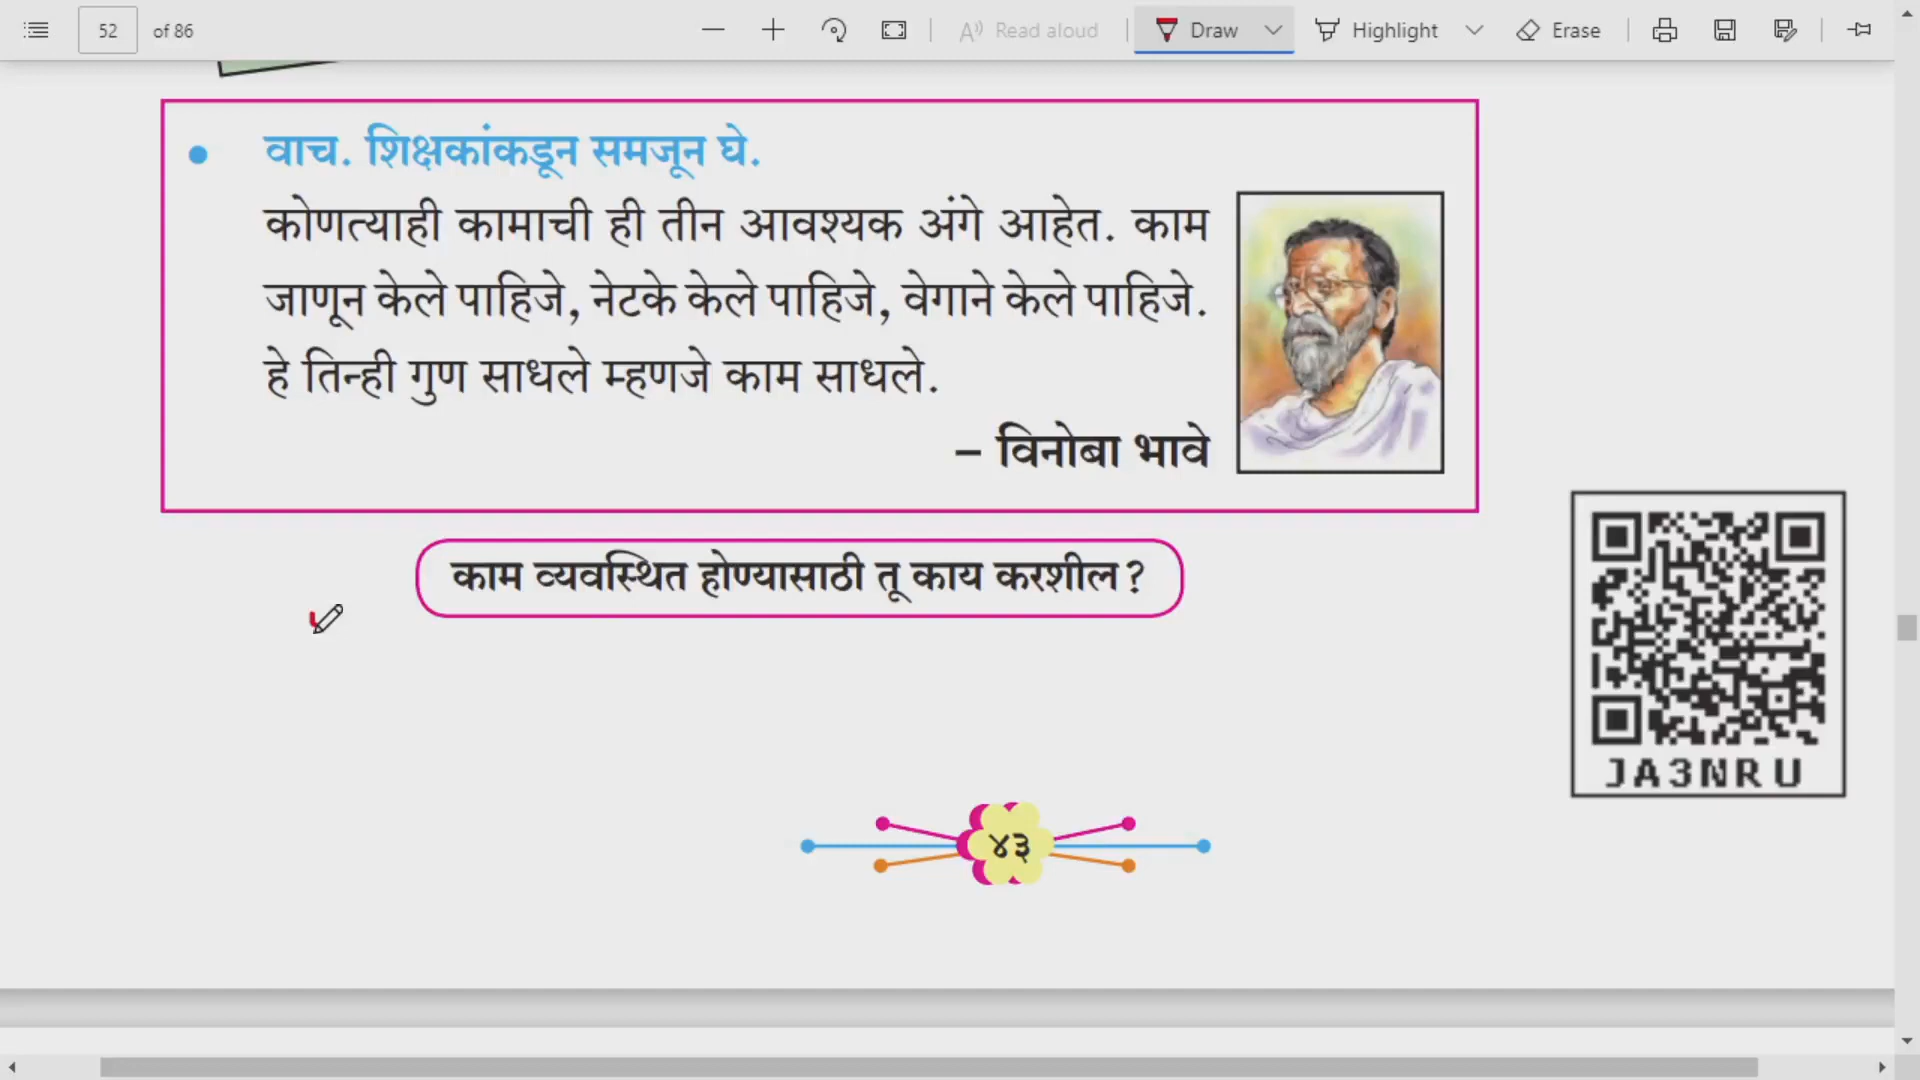 52 of 86 Read aloud Draw Highlight Erase
वाच. शिक्षकांकडून समजून घे.
कोणत्याही कामाची ही तीन आवश्यक अंगे आहेत. काम
जाणून केले पाहिजे, नेटके केले पाहिजे, वेगाने केले पाहिजे.
हे तिन्ही गुण साधले म्हणजे काम साधले.
– विनोबा भावे
काम व्यवस्थित होण्यासाठी तू काय करशील ?
JA3NRU
४३